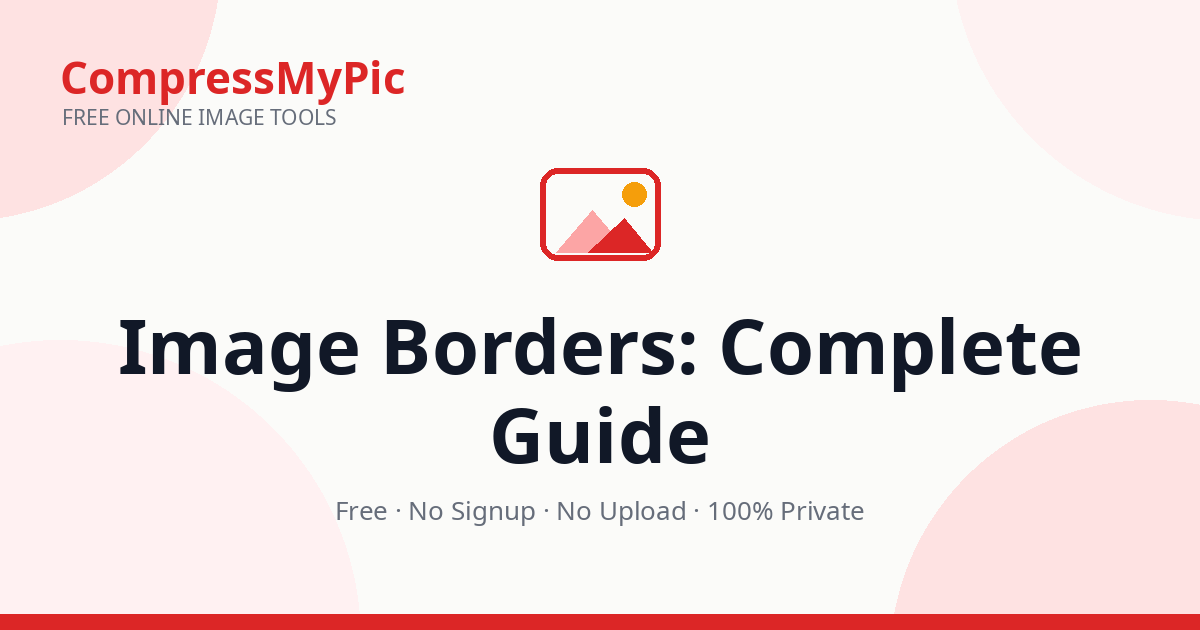 CompressMyPic
FREE ONLINE IMAGE TOOLS
Image Borders: Complete
Guide
Free · No Signup · No Upload · 100% Private